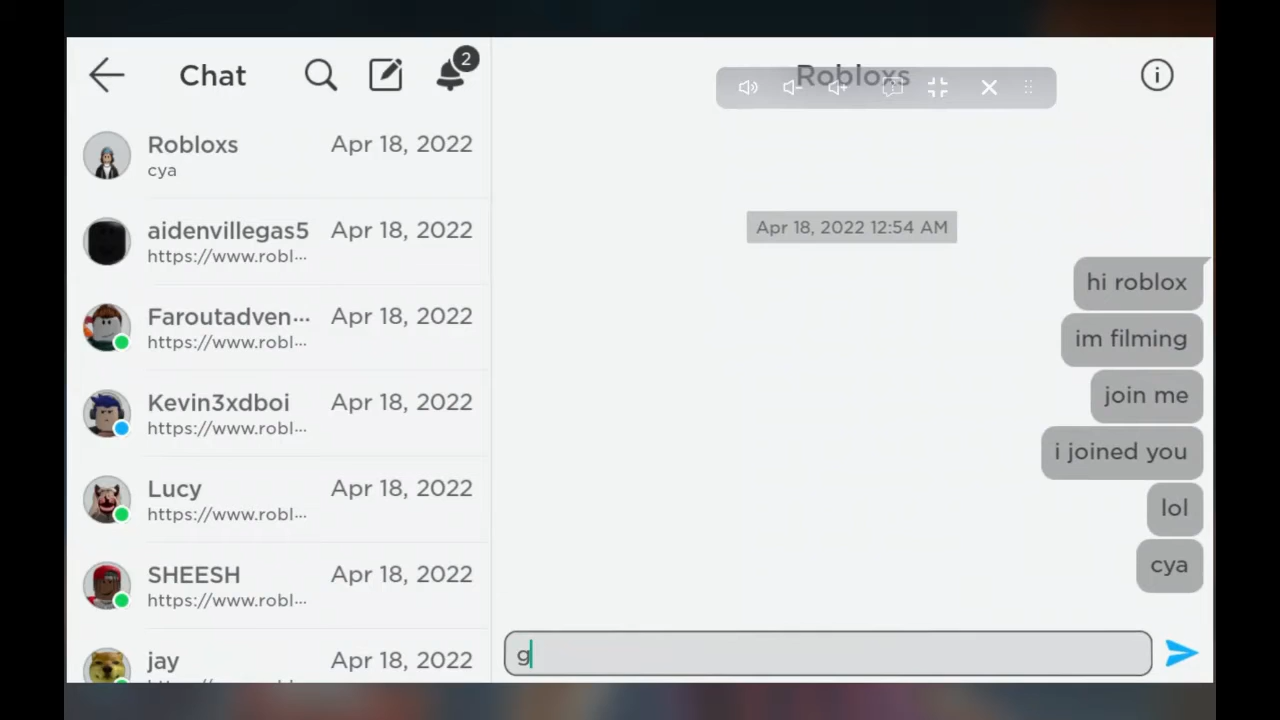 Chat
2
Robloxs
Apr 18, 2022
cya
aidenvillegas5
Apr 18, 2022
https://www.robl...
Faroutadven...
Apr 18, 2022
https://www.robl...
Kevin3xdboi
Apr 18, 2022
https://www.robl...
Lucy
Apr 18, 2022
https://www.robl...
SHEESH
Apr 18, 2022
https://www.robl...
jay
Apr 18, 2022
Robloxs
Apr 18, 2022 12:54 AM
hi roblox
im filming
join me
i joined you
lol
cya
g